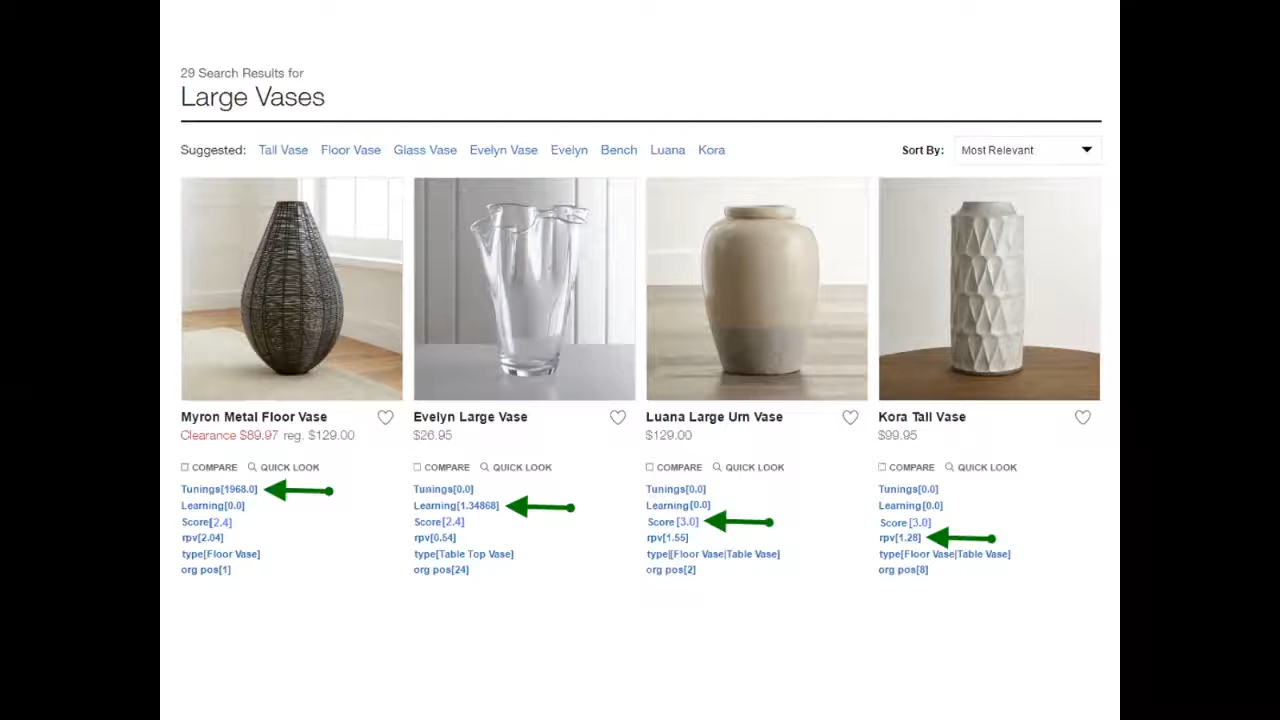 29 Search Results for
Large Vases
Suggested: Tall Vase Floor Vase Glass Vase Evelyn Vase Evelyn Bench Luana Kora
Sort By: Most Relevant
Myron Metal Floor Vase
Clearance $89.97 reg. $129.00
COMPARE QUICK LOOK
Tunings[1968.0]
Learning[0.0]
Score[2.4]
rpv[2.04]
type[Floor Vase]
org pos[1]
Evelyn Large Vase
$26.95
COMPARE QUICK LOOK
Tunings[0.0]
Learning[1.34868]
Score[2.4]
rpv[0.54]
type[Table Top Vase]
org pos[24]
Luana Large Urn Vase
$129.00
COMPARE QUICK LOOK
Tunings[0.0]
Learning[0.0]
Score [3.0]
rpv[1.55]
type[[Floor Vase|Table Vase]
org pos[2]
Kora Tall Vase
$99.95
COMPARE QUICK LOOK
Tunings[0.0]
Learning[0.0]
Score [3.0]
rpv[1.28]
type[Floor Vase|Table Vase]
org pos[8]